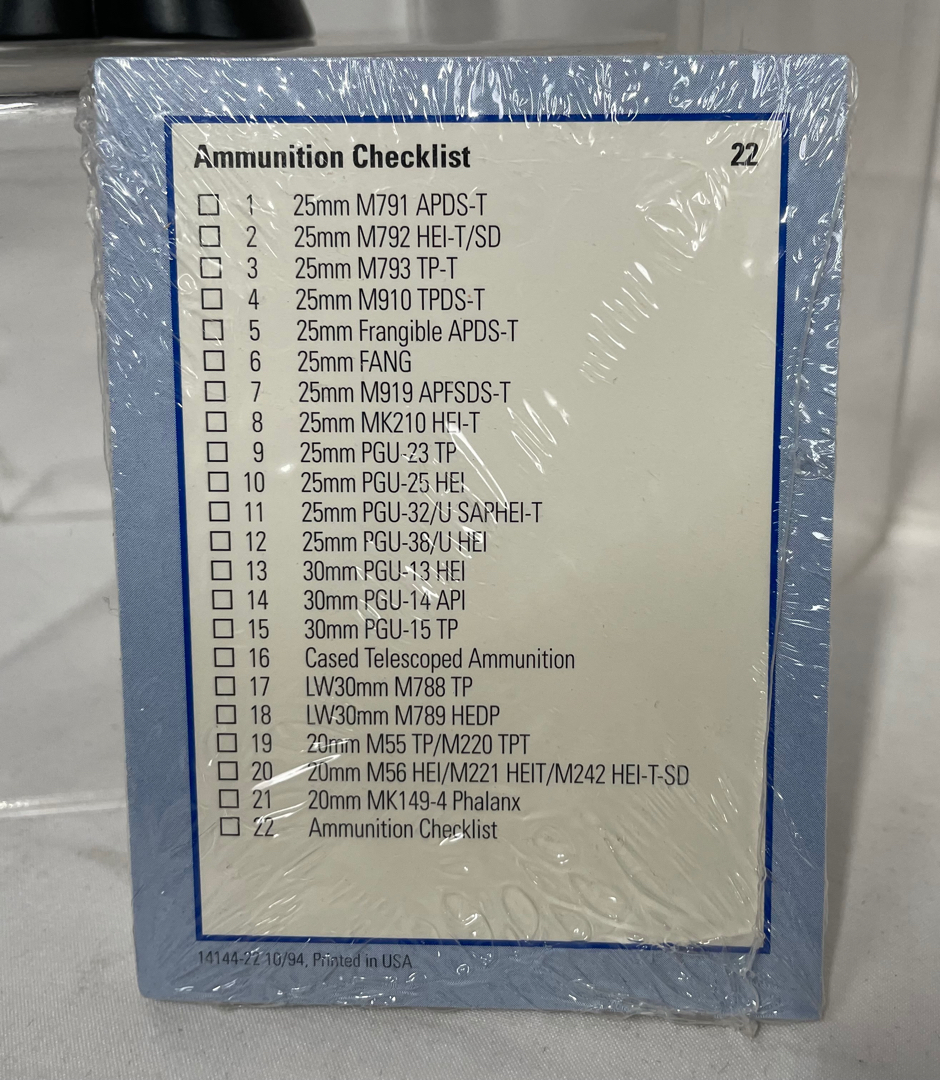 Ammunition Checklist 22
1 25mm M791 APDS-T
2 25mm M792 HEI-T/SD
3 25mm M793 TP-T
4 25mm M910 TPDS-T
5 25mm Frangible APDS-T
6 25mm FANG
7 25mm M919 APFSDS-T
8 25mm MK210 HEI-T
9 25mm PGU-23 TP
10 25mm PGU-25 HEI
11 25mm PGU-32/U SAPHEI-T
12 25mm PGU-38/U HEI
13 30mm PGU-13 HEI
14 30mm PGU-14 API
15 30mm PGU-15 TP
16 Cased Telescoped Ammunition
17 LW30mm M788 TP
18 LW30mm M789 HEDP
19 20mm M55 TP/M220 TPT
20 20mm M56 HEI/M221 HEIT/M242 HEI-T-SD
21 20mm MK149-4 Phalanx
22 Ammunition Checklist
14144-22 10/94, Printed in USA